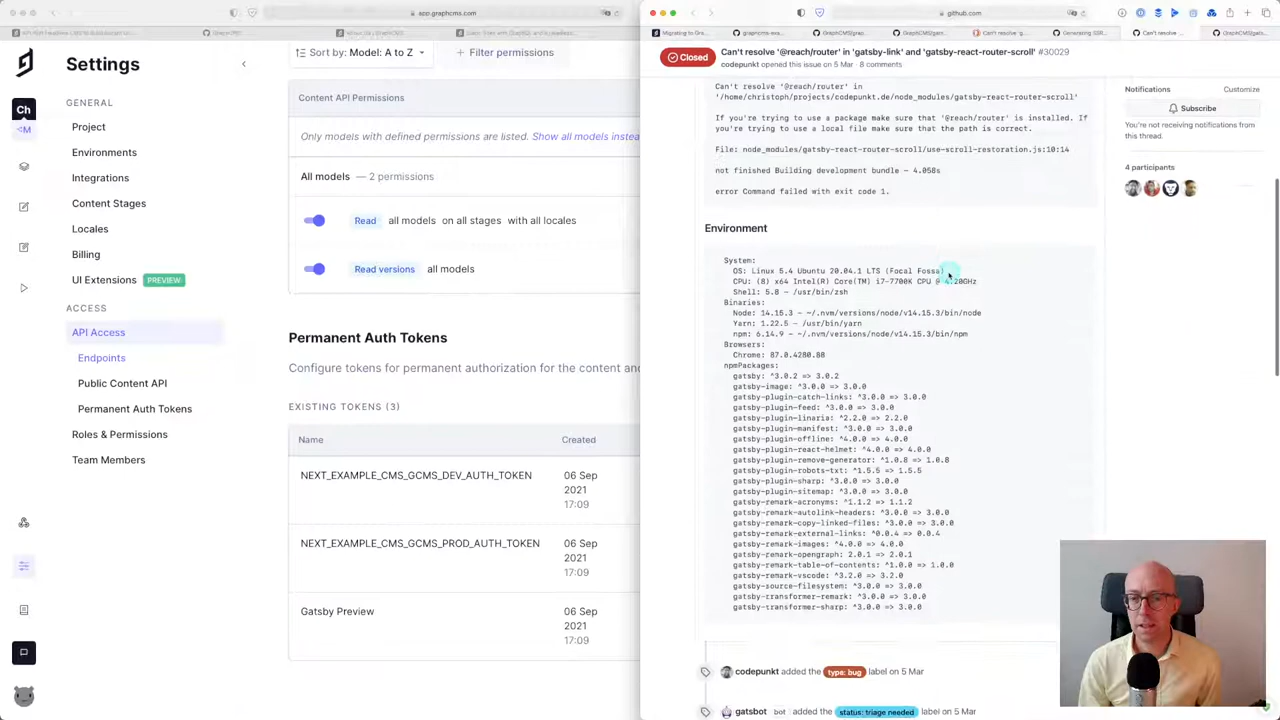 app.graphcms.com
Settings
GENERAL
Project
Environments
Integrations
Content Stages
Locales
Billing
UI Extensions PREVIEW
ACCESS
API Access
Endpoints
Public Content API
Permanent Auth Tokens
Roles & Permissions
Team Members
Ch
<M
Sort by: Model: A to Z
Filter permissio
Content API Permissions
Only models with defined permissions are displayed. Show all models instea
All models — 2 permissions
Read all models on all stages with all locales
Read versions all models
Permanent Auth Tokens
Configure tokens for permanent authorization for the content and
EXISTING TOKENS (3)
Name Created
NEXT_EXAMPLE_CMS_GCMS_DEV_AUTH_TOKEN 06 Sep
2021
17:09
NEXT_EXAMPLE_CMS_GCMS_PROD_AUTH_TOKEN 06 Sep
2021
17:09
Gatsby Preview 06 Sep
2021
17:09
github.com
Closed
Can't resolve '@reach/router' in 'gatsby-link' and 'gatsby-react-router-scroll' #30029
codepunkt opened this issue on 5 Mar · 8 comments
Can't resolve '@reach/router' in
'/home/christoph/projects/codepunkt.de/node_modules/gatsby-react-router-scroll'
If you're trying to use a package make sure that '@reach/router' is installed. If
you're trying to use a local file make sure that the path is correct.
File: node_modules/gatsby-react-router-scroll/use-scroll-restoration.js:10:14
not finished Building development bundle - 4.058s
error Command failed with exit code 1.
Environment
System:
OS: Linux 5.4 Ubuntu 20.04.1 LTS (Focal Fossa)
CPU: (8) x64 Intel(R) Core(TM) i7-7700K CPU @ 4.20GHz
Shell: 5.8 - /usr/bin/zsh
Binaries:
Node: 14.15.3 - ~/.nvm/versions/node/v14.15.3/bin/node
Yarn: 1.22.5 - /usr/bin/yarn
npm: 6.14.9 - ~/.nvm/versions/node/v14.15.3/bin/npm
Browsers:
Chrome: 87.0.4280.88
npmPackages:
gatsby: ^3.0.2 => 3.0.2
gatsby-image: ^3.0.0 => 3.0.0
gatsby-plugin-catch-links: ^3.0.0 => 3.0.0
gatsby-plugin-feed: ^3.0.0 => 3.0.0
gatsby-plugin-linaria: ^2.2.0 => 2.2.0
gatsby-plugin-manifest: ^3.0.0 => 3.0.0
gatsby-plugin-offline: ^4.0.0 => 4.0.0
gatsby-plugin-react-helmet: ^4.0.0 => 4.0.0
gatsby-plugin-remove-generator: ^1.0.8 => 1.0.8
gatsby-plugin-robots-txt: ^1.5.5 => 1.5.5
gatsby-plugin-sharp: ^3.0.0 => 3.0.0
gatsby-plugin-sitemap: ^3.0.0 => 3.0.0
gatsby-remark-acronyms: ^1.1.2 => 1.1.2
gatsby-remark-autolink-headers: ^3.0.0 => 3.0.0
gatsby-remark-copy-linked-files: ^3.0.0 => 3.0.0
gatsby-remark-external-links: ^0.0.4 => 0.0.4
gatsby-remark-images: ^4.0.0 => 4.0.0
gatsby-remark-opengraph: 2.0.1 => 2.0.1
gatsby-remark-table-of-contents: ^1.0.0 => 1.0.0
gatsby-remark-vscode: ^3.2.0 => 3.2.0
gatsby-source-filesystem: ^3.0.0 => 3.0.0
gatsby-transformer-remark: ^3.0.0 => 3.0.0
gatsby-transformer-sharp: ^3.0.0 => 3.0.0
codepunkt added the type: bug label on 5 Mar
gatsbot bot added the status: triage needed label on 5 Mar
Notifications Customize
Subscribe
You're not receiving notifications from
this thread.
4 participants